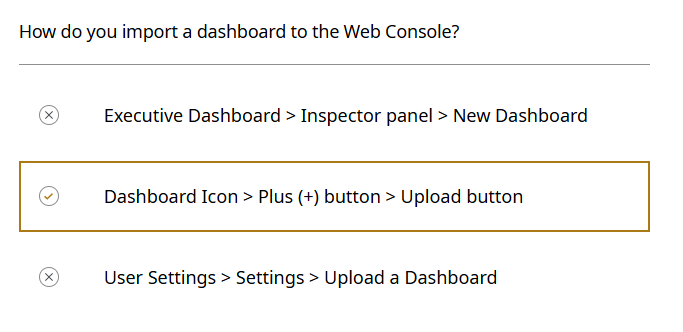 How do you import a dashboard to the Web Console?
Executive Dashboard > Inspector panel > New Dashboard
Dashboard Icon > Plus (+) button > Upload button
User Settings > Settings > Upload a Dashboard